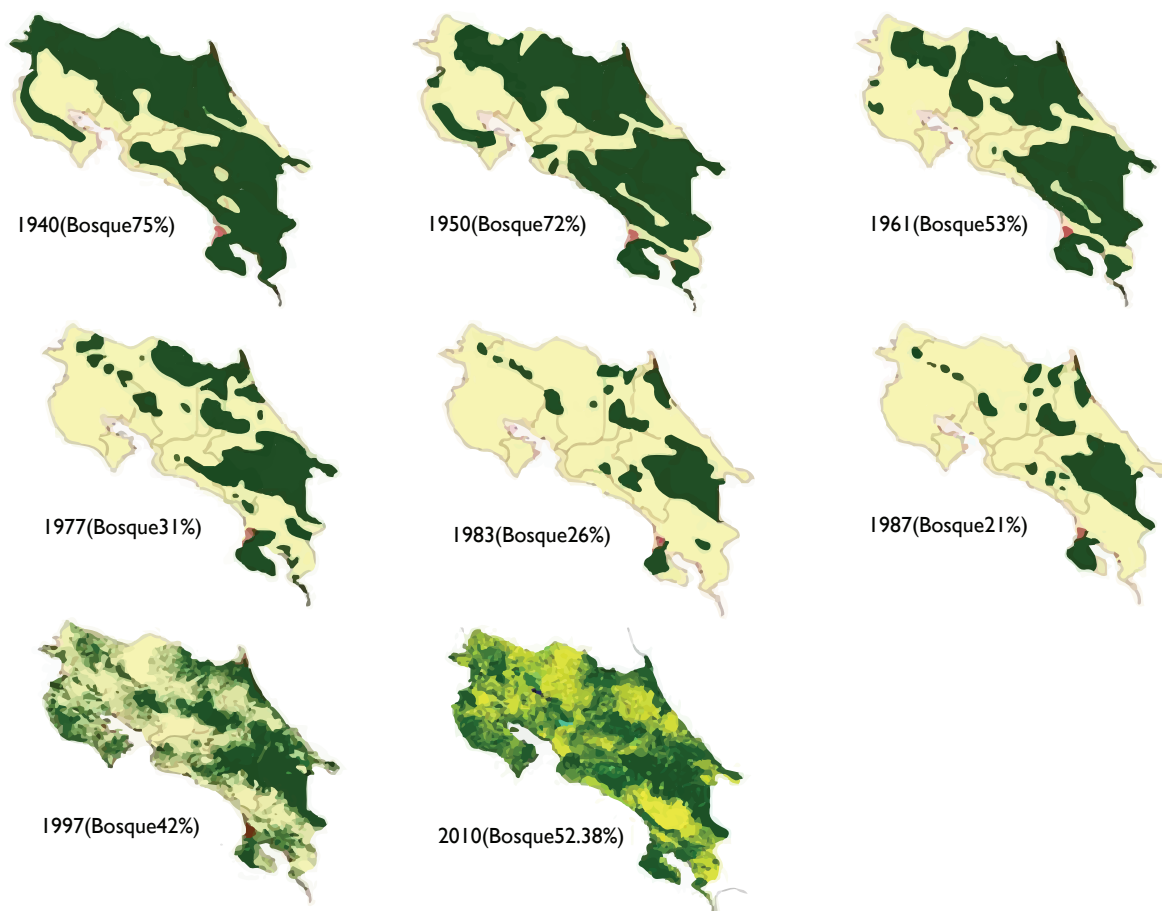 1940(Bosque75%)
1950(Bosque72%)
1961(Bosque53%)
1977(Bosque31%)
1983(Bosque26%)
1987(Bosque21%)
1997(Bosque42%)
2010(Bosque52.38%)